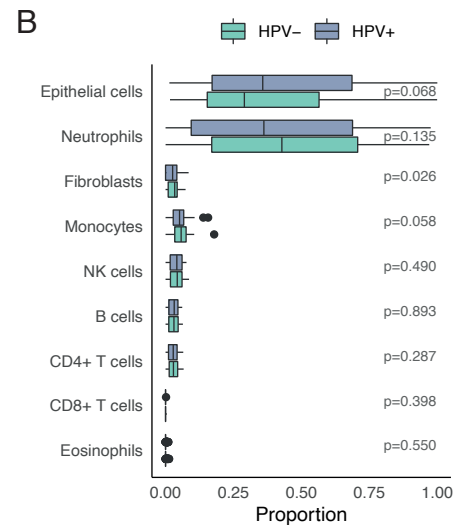 B
HPV− HPV+
Epithelial cells p=0.068
Neutrophils p=0.135
Fibroblasts p=0.026
Monocytes p=0.058
NK cells p=0.490
B cells p=0.893
CD4+ T cells p=0.287
CD8+ T cells p=0.398
Eosinophils p=0.550
0.00 0.25 0.50 0.75 1.00
Proportion